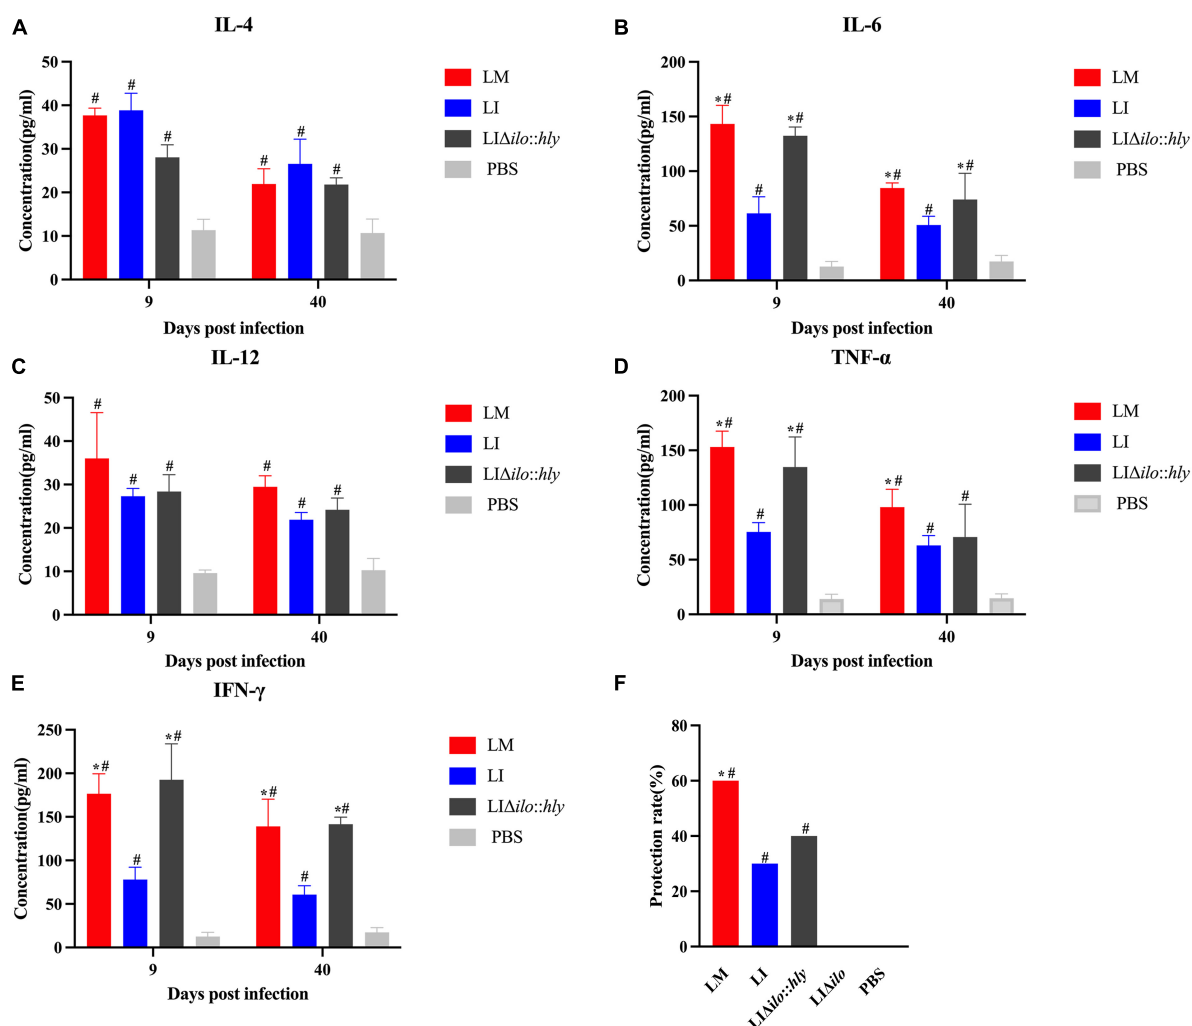 A
IL-4
Concentration(pg/ml)
50
40
30
20
10
0
# # # # # #
9
40
Days post infection
LM
LI
LIΔilo::hly
PBS
B
IL-6
Concentration(pg/ml)
200
150
100
50
0
*# # *# *# # *#
9
40
Days post infection
LM
LI
LIΔilo::hly
PBS
C
IL-12
Concentration(pg/ml)
50
40
30
20
10
0
# # # # # #
9
40
Days post infection
LM
LI
LIΔilo::hly
PBS
D
TNF-α
Concentration(pg/ml)
200
150
100
50
0
*# # *# *# # #
9
40
Days post infection
LM
LI
LIΔilo::hly
PBS
E
IFN-γ
Concentration(pg/ml)
250
200
150
100
50
0
*# # *# *# # *#
9
40
Days post infection
LM
LI
LIΔilo::hly
PBS
F
Protection rate(%)
80
60
40
20
0
*# # #
LM
LI
LIΔilo::hly
LIΔilo
PBS